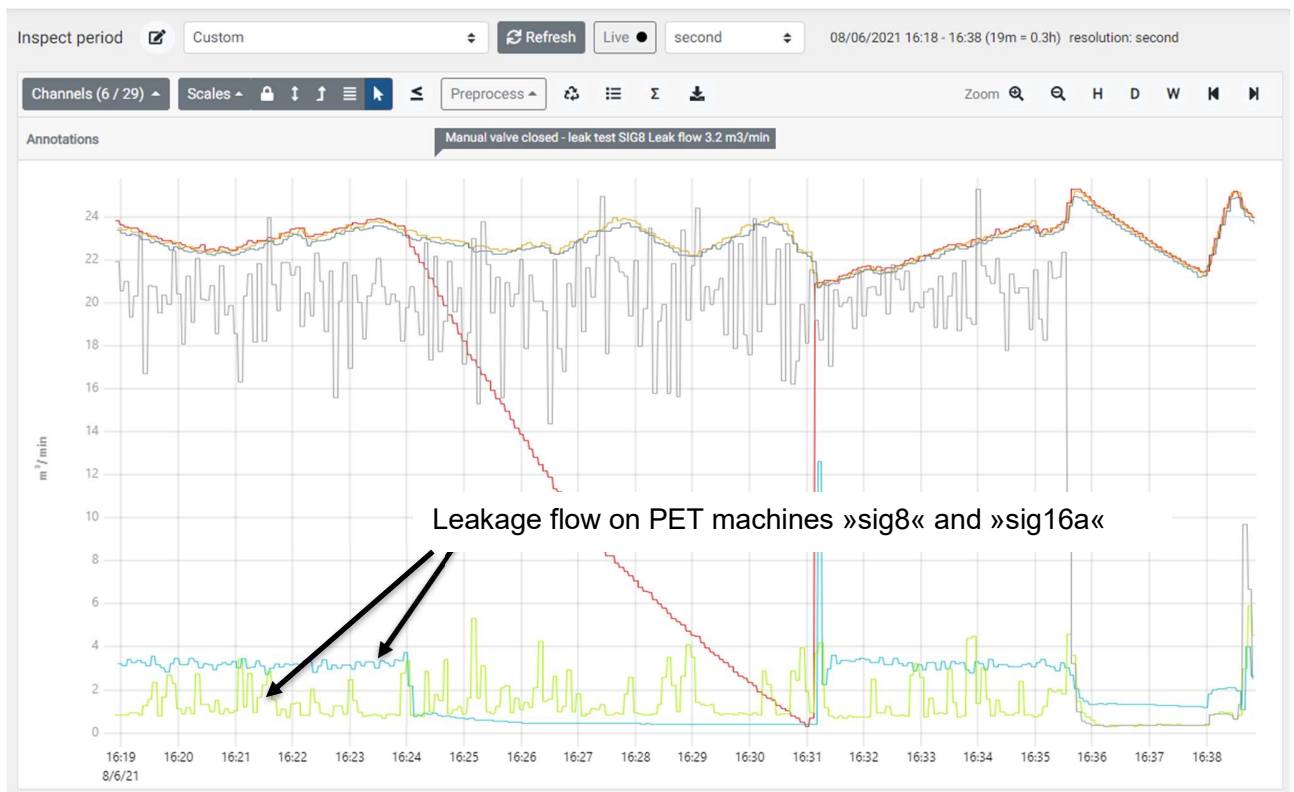 Inspect period Custom Refresh Live second 08/06/2021 16:18 - 16:38 (19m = 0.3h) resolution: second
Channels (6 / 29) Scales Preprocess Σ Zoom H D W
Annotations Manual valve closed - leak test SIG8 Leak flow 3.2 m3/min
24
22
20
18
16
14
m³/min
12
10
Leakage flow on PET machines »sig8« and »sig16a«
8
6
4
2
0
16:19 16:20 16:21 16:22 16:23 16:24 16:25 16:26 16:27 16:28 16:29 16:30 16:31 16:32 16:33 16:34 16:35 16:36 16:37 16:38
8/6/21